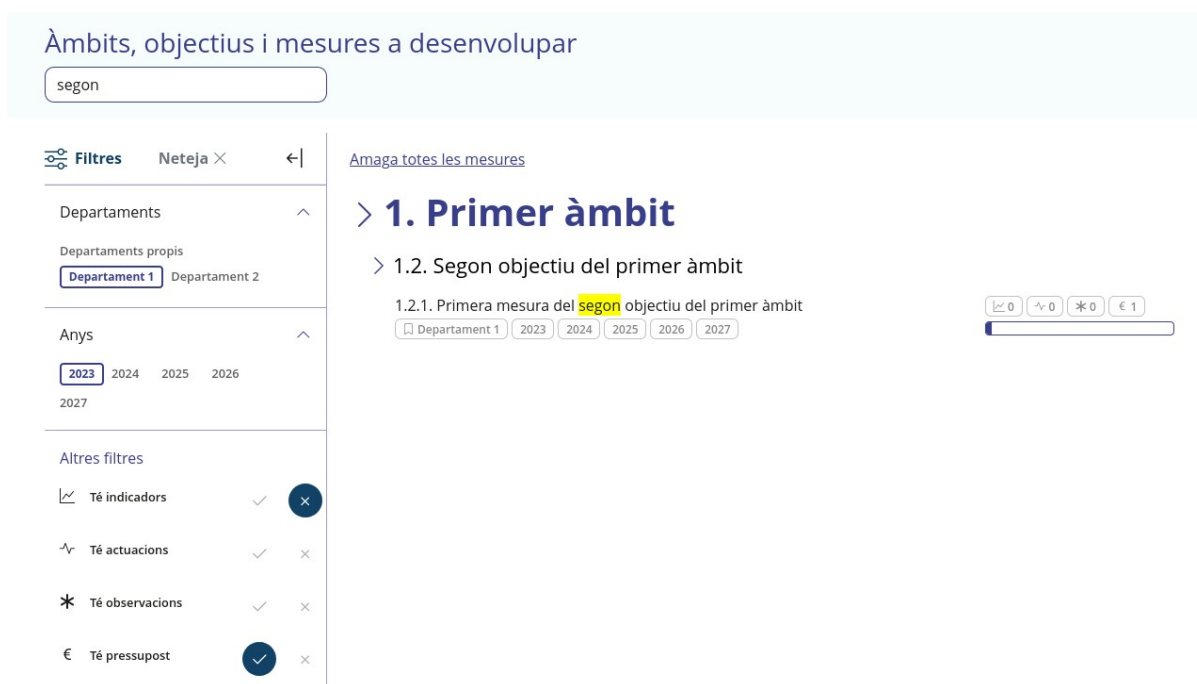 Àmbits, objectius i mesures a desenvolupar
segon
Filtres Neteja
Departaments
Departaments propis
Departament 1 Departament 2
Anys
2023 2024 2025 2026
2027
Altres filtres
Té indicadors
Té actuacions
Té observacions
Té pressupost
Amaga totes les mesures
1. Primer àmbit
1.2. Segon objectiu del primer àmbit
1.2.1. Primera mesura del segon objectiu del primer àmbit
Departament 1 2023 2024 2025 2026 2027
0 0 0 € 1